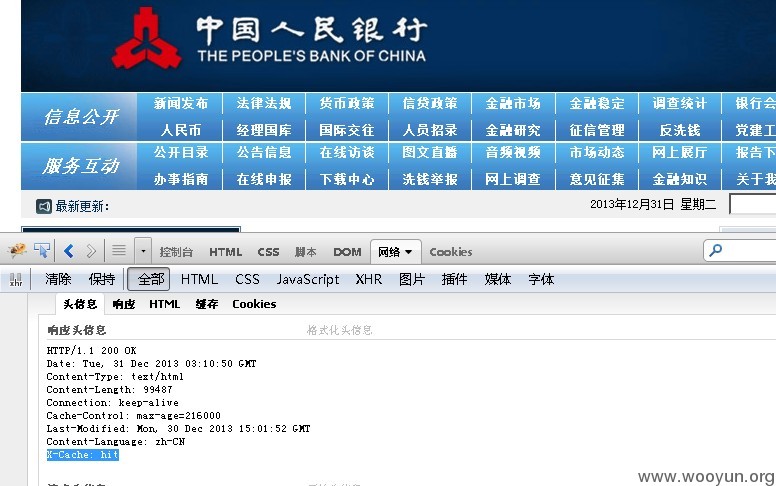 中国人民银行
THE PEOPLE'S BANK OF CHINA
信息公开
新闻发布 法律法规 货币政策 信贷政策 金融市场 金融稳定 调查统计 银行会
人民币 经理国库 国际交往 人员招录 金融研究 征信管理 反洗钱 党建工
服务互动
公开目录 公告信息 在线访谈 图文直播 音频视频 市场动态 网上展厅 报告下
办事指南 在线申报 下载中心 洗钱举报 网上调查 意见征集 金融知识 关于我
最新更新: 2013年12月31日 星期二
控制台 HTML CSS 脚本 DOM 网络 Cookies
清除 保持 全部 HTML CSS JavaScript XHR 图片 插件 媒体 字体
头信息 响应 HTML 缓存 Cookies
响应头信息 格式化头信息
HTTP/1.1 200 OK
Date: Tue, 31 Dec 2013 03:10:50 GMT
Content-Type: text/html
Content-Length: 99487
Connection: keep-alive
Cache-Control: max-age=216000
Last-Modified: Mon, 30 Dec 2013 15:01:52 GMT
Content-Language: zh-CN
X-Cache: hit
www.wooyun.org